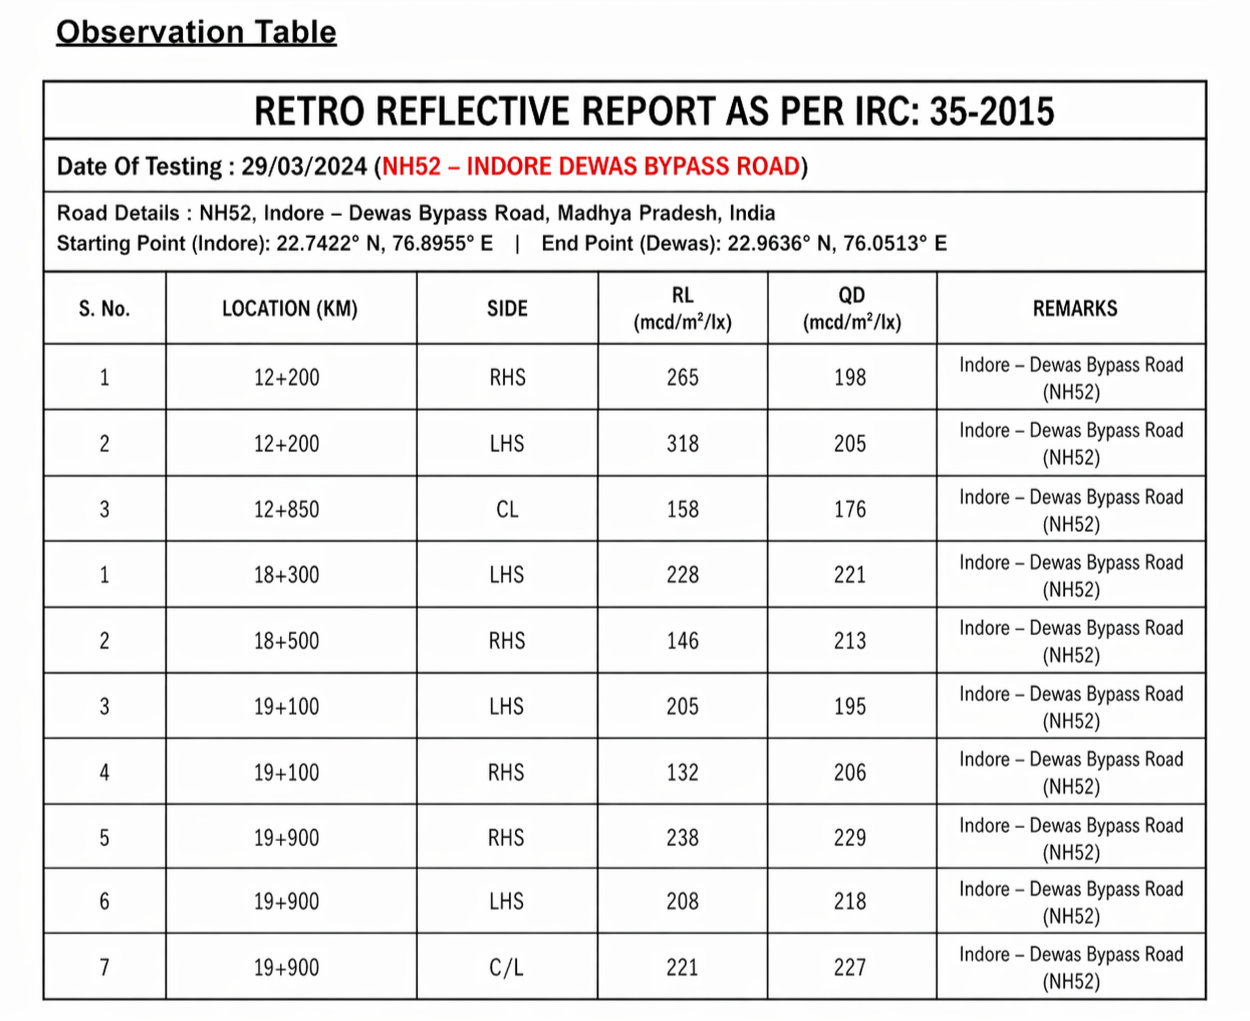 Observation Table
RETRO REFLECTIVE REPORT AS PER IRC: 35-2015
Date Of Testing : 29/03/2024 (NH52 – INDORE DEWAS BYPASS ROAD)
Road Details : NH52, Indore – Dewas Bypass Road, Madhya Pradesh, India
Starting Point (Indore): 22.7422° N, 76.8955° E | End Point (Dewas): 22.9636° N, 76.0513° E
S. No. LOCATION (KM) SIDE RL (mcd/m²/lx) QD (mcd/m²/lx) REMARKS
1 12+200 RHS 265 198 Indore – Dewas Bypass Road (NH52)
2 12+200 LHS 318 205 Indore – Dewas Bypass Road (NH52)
3 12+850 CL 158 176 Indore – Dewas Bypass Road (NH52)
1 18+300 LHS 228 221 Indore – Dewas Bypass Road (NH52)
2 18+500 RHS 146 213 Indore – Dewas Bypass Road (NH52)
3 19+100 LHS 205 195 Indore – Dewas Bypass Road (NH52)
4 19+100 RHS 132 206 Indore – Dewas Bypass Road (NH52)
5 19+900 RHS 238 229 Indore – Dewas Bypass Road (NH52)
6 19+900 LHS 208 218 Indore – Dewas Bypass Road (NH52)
7 19+900 C/L 221 227 Indore – Dewas Bypass Road (NH52)